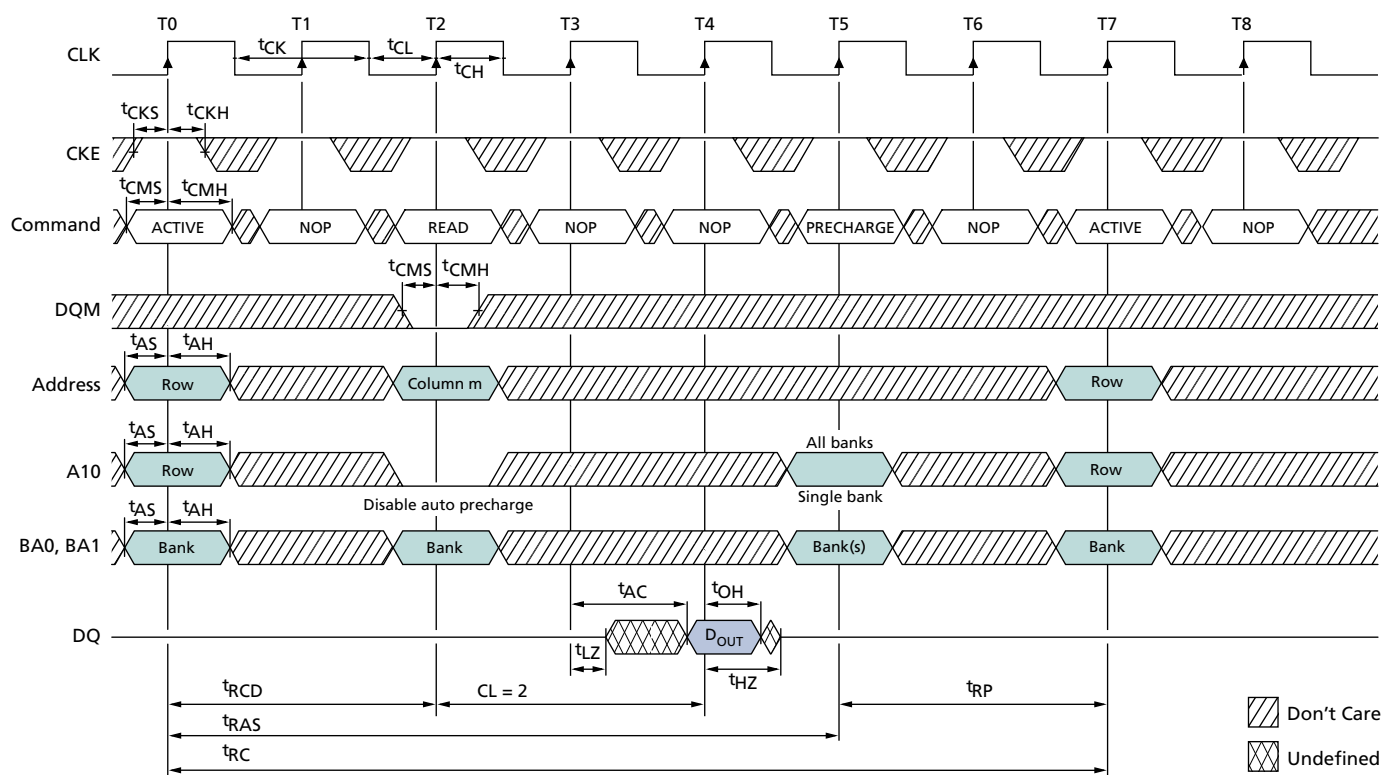 T0 T1 T2 T3 T4 T5 T6 T7 T8
CLK
tCK tCL
tCH
tCKS tCKH
CKE
tCMS tCMH
Command ACTIVE NOP READ NOP NOP PRECHARGE NOP ACTIVE NOP
tCMS tCMH
DQM
tAS tAH
Address Row Column m Row
tAS tAH All banks
A10 Row Row
Disable auto precharge Single bank
tAS tAH
BA0, BA1 Bank Bank Bank(s) Bank
tAC tOH
DQ DOUT
tLZ tHZ
tRCD CL = 2 tRP
Don't Care
tRAS
tRC
Undefined